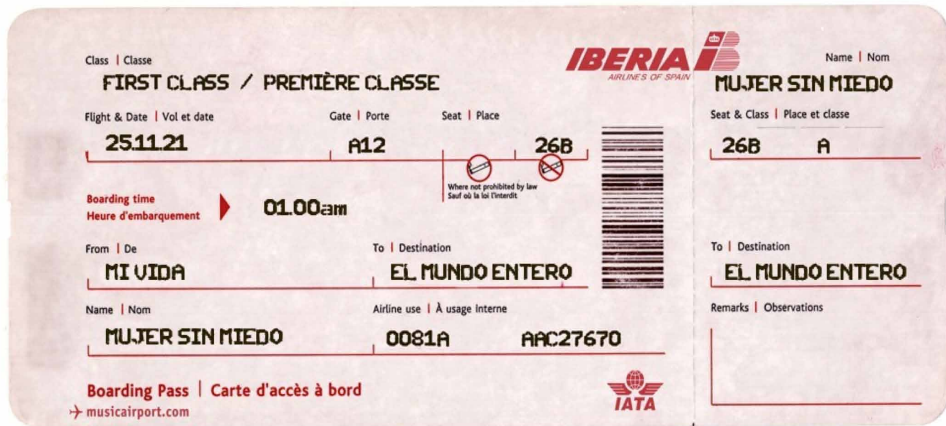 Class | Classe
FIRST CLASS / PREMIÈRE CLASSE
Flight & Date | Vol et date
Gate | Porte
Seat | Place
25.11.21
A12
26B
Where not prohibited by law
Sauf où la loi l'interdit
Boarding time
Heure d'embarquement
01.00am
From | De
To | Destination
MI VIDA
EL MUNDO ENTERO
Name | Nom
Airline use | À usage Interne
MUJER SIN MIEDO
0081A
AAC27670
Boarding Pass | Carte d'accès à bord
musicairport.com
IBERIA
AIRLINES OF SPAIN
IB
IATA
Name | Nom
MUJER SIN MIEDO
Seat & Class | Place et classe
26B
A
To | Destination
EL MUNDO ENTERO
Remarks | Observations